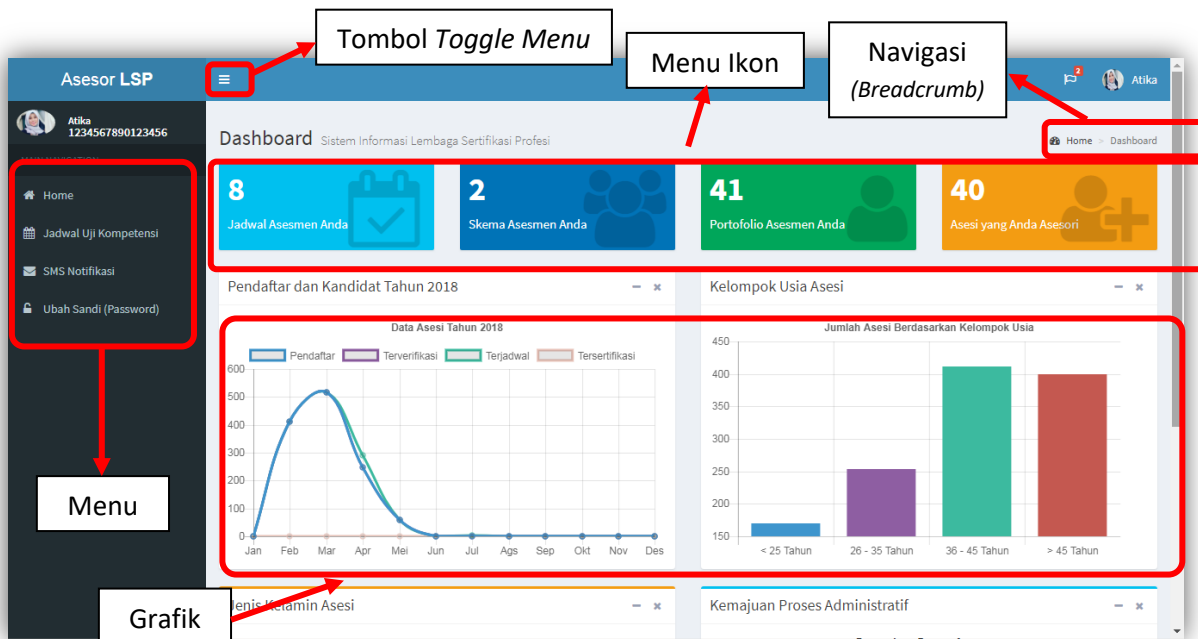 Tombol Toggle Menu
Menu Ikon
Navigasi
(Breadcrumb)
Asesor LSP
2
Atika
Atika
1234567890123456
Dashboard Sistem Informasi Lembaga Sertifikasi Profesi
Home > Dashboard
Home
Jadwal Uji Kompetensi
SMS Notifikasi
Ubah Sandi (Password)
Menu
8
Jadwal Asesmen Anda
2
Skema Asesmen Anda
41
Portofolio Asesmen Anda
40
Asesi yang Anda Asesori
Pendaftar dan Kandidat Tahun 2018
Data Asesi Tahun 2018
Pendaftar Terverifikasi Terjadwal Tersertifikasi
600
500
400
300
200
100
0
Jan Feb Mar Apr Mei Jun Jul Ags Sep Okt Nov Des
Kelompok Usia Asesi
Jumlah Asesi Berdasarkan Kelompok Usia
450
400
350
300
250
200
150
< 25 Tahun 26 - 35 Tahun 36 - 45 Tahun > 45 Tahun
Grafik
Jenis Kelamin Asesi
Kemajuan Proses Administratif